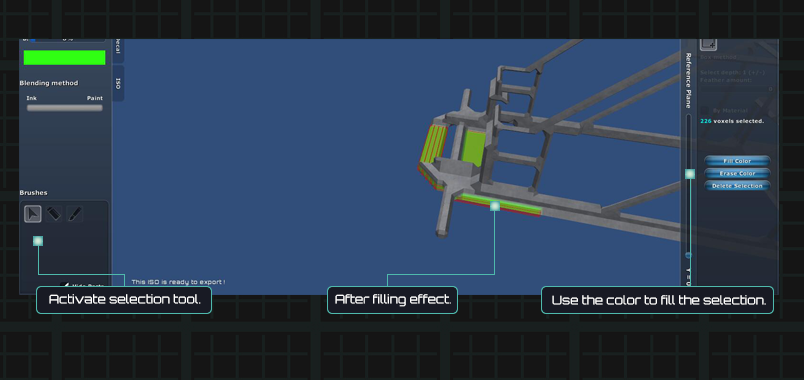 Decal
ISO
Blending method
Ink
Paint
Brushes
This ISO is ready to export !
Reference Plane
226 voxels selected.
Fill Color
Erase Color
Delete Selection
Activate selection tool.
After filling effect.
Use the color to fill the selection.